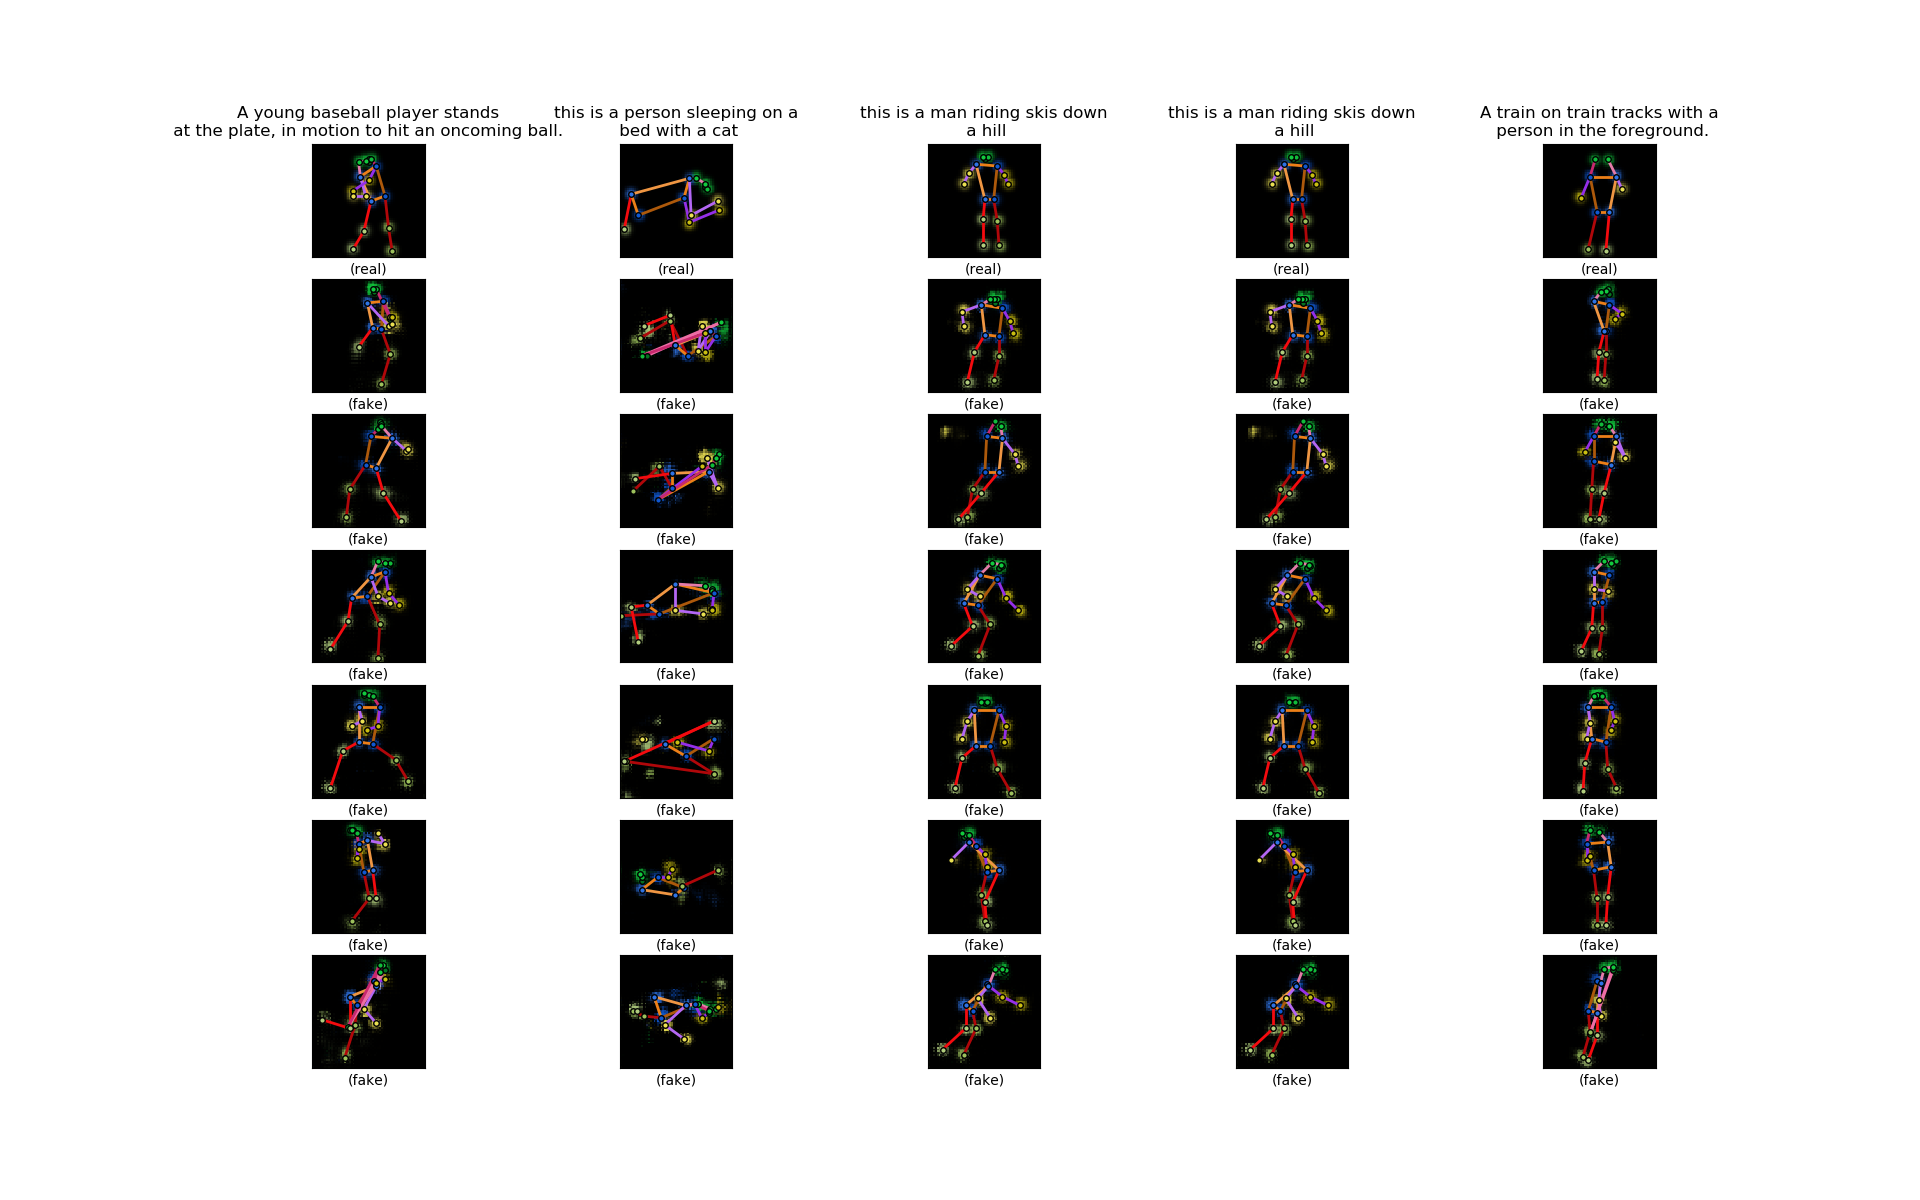 A young baseball player stands
at the plate, in motion to hit an oncoming ball.
this is a person sleeping on a
bed with a cat
this is a man riding skis down
a hill
this is a man riding skis down
a hill
A train on train tracks with a
person in the foreground.
(real) (real) (real) (real) (real)
(fake) (fake) (fake) (fake) (fake)
(fake) (fake) (fake) (fake) (fake)
(fake) (fake) (fake) (fake) (fake)
(fake) (fake) (fake) (fake) (fake)
(fake) (fake) (fake) (fake) (fake)
(fake) (fake) (fake) (fake) (fake)